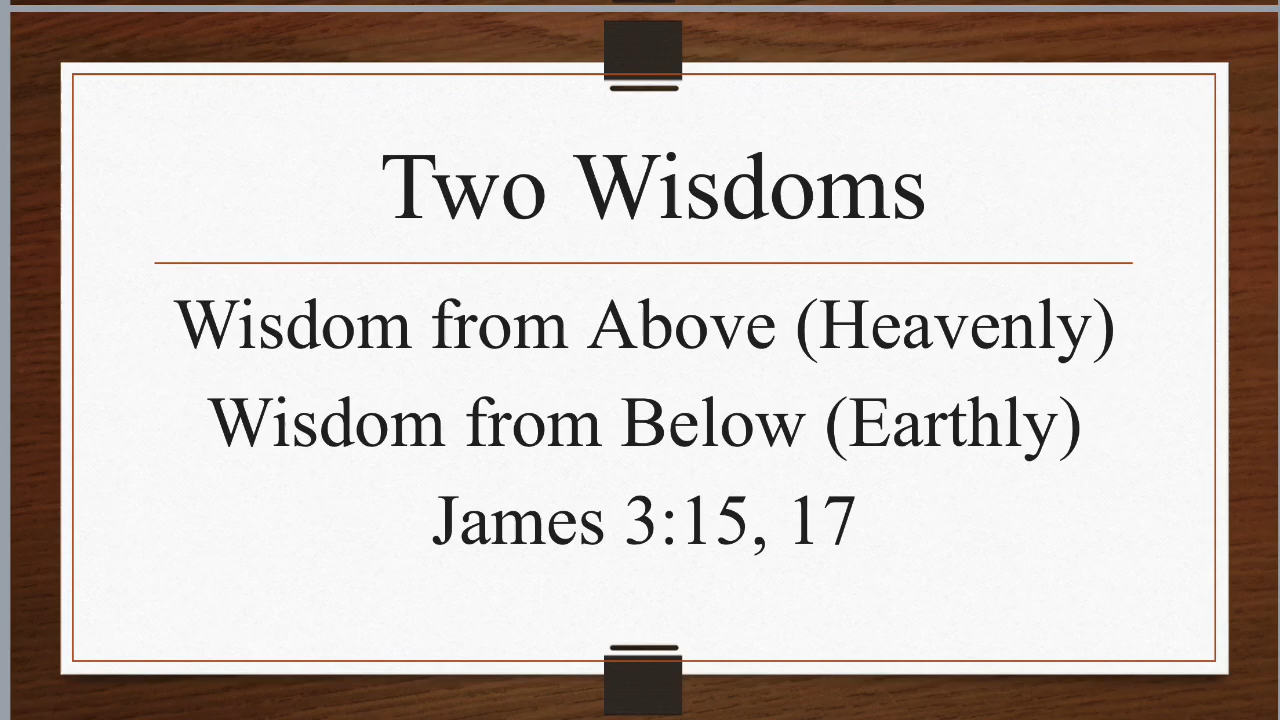 Two Wisdoms
Wisdom from Above (Heavenly)
Wisdom from Below (Earthly)
James 3:15, 17